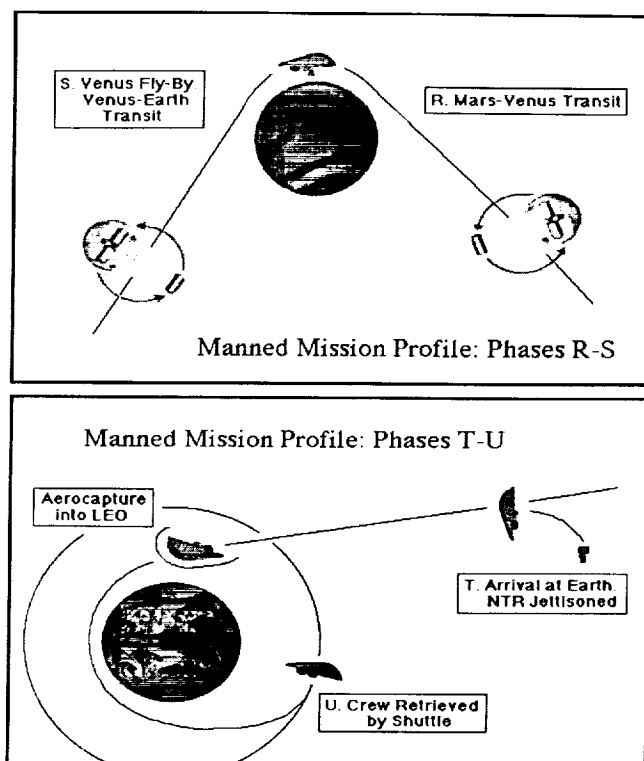 S. Venus Fly-By.
Venus-Earth
Transit
R. Mars-Venus Transit
Manned Mission Profile: Phases R-S
Manned Mission Profile: Phases T-U
Aerocapture
into LEO
T. Arrival at Earth.
NTR Jettisoned
U. Crew Retrieved
by Shuttle